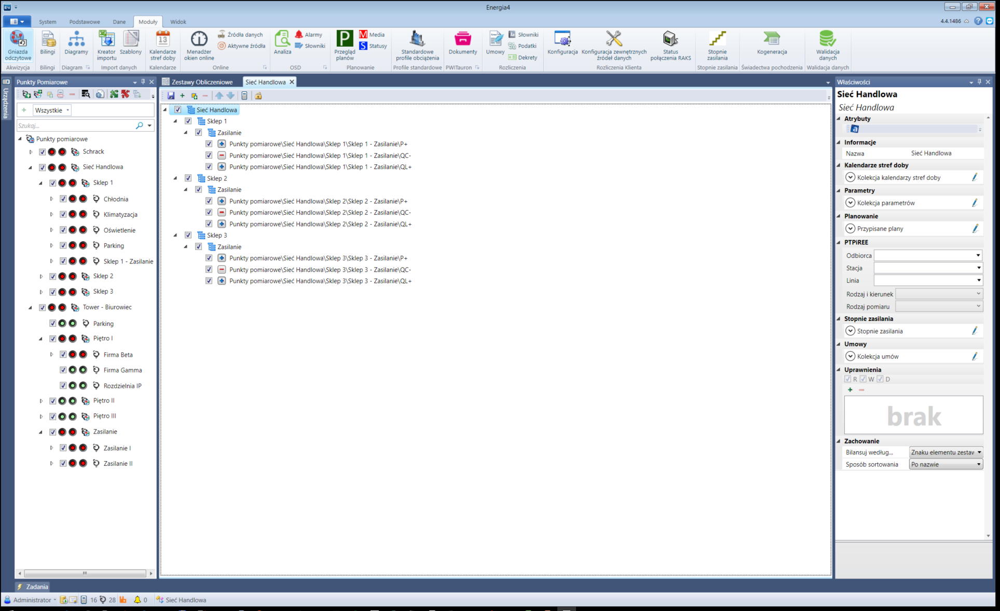 E4
Energia4
System Podstawowe Dane Moduły Widok
4.4.1486
Gniazda odczytowe
Akwizycja
Bilingi
Bilingi
Diagramy
Diagram
Kreator importu
Szablony
Import danych
13
Kalendarze stref doby
Kalendarze
Menadżer okien online
Źródła danych
Aktywne źródła
Online
Analiza
Alarmy
Słowniki
OSD
P
Przegląd planów
M Media
S Statusy
Planowanie
Standardowe profile obciążenia
Profile standardowe
Dokumenty
PWITauron
Umowy
Słowniki
Podatki
Dekrety
Rozliczenia
Konfiguracja
Konfiguracja zewnętrznych źródeł danych
Status połączenia RAKS
Rozliczenia Klienta
Stopnie zasilania
Stopnie zasilania
Kogeneracja
Świadectwa pochodzenia
Walidacja danych
Walidacja danych
Urządzenia
Punkty Pomiarowe
Wszystkie
Szukaj...
Punkty pomiarowe
Schrack
Sieć Handlowa
Sklep 1
Chłodnia
Klimatyzacja
Oświetlenie
Parking
Sklep 1 - Zasilanie
Sklep 2
Sklep 3
Tower - Biurowiec
Parking
Piętro I
Firma Beta
Firma Gamma
Rozdzielnia IP
Piętro II
Piętro III
Zasilanie
Zasilanie I
Zasilanie II
Zestawy Obliczeniowe
Sieć Handlowa
Sieć Handlowa
Sklep 1
Zasilanie
Punkty pomiarowe\Sieć Handlowa\Sklep 1\Sklep 1 - Zasilanie\P+
Punkty pomiarowe\Sieć Handlowa\Sklep 1\Sklep 1 - Zasilanie\QC-
Punkty pomiarowe\Sieć Handlowa\Sklep 1\Sklep 1 - Zasilanie\QL+
Sklep 2
Zasilanie
Punkty pomiarowe\Sieć Handlowa\Sklep 2\Sklep 2 - Zasilanie\P+
Punkty pomiarowe\Sieć Handlowa\Sklep 2\Sklep 2 - Zasilanie\QC-
Punkty pomiarowe\Sieć Handlowa\Sklep 2\Sklep 2 - Zasilanie\QL+
Sklep 3
Zasilanie
Punkty pomiarowe\Sieć Handlowa\Sklep 3\Sklep 3 - Zasilanie\P+
Punkty pomiarowe\Sieć Handlowa\Sklep 3\Sklep 3 - Zasilanie\QC-
Punkty pomiarowe\Sieć Handlowa\Sklep 3\Sklep 3 - Zasilanie\QL+
Właściwości
Sieć Handlowa
Sieć Handlowa
Atrybuty
a
Informacje
Nazwa Sieć Handlowa
Kalendarze stref doby
Kolekcja kalendarzy stref doby
Parametry
Kolekcja parametrów
Planowanie
Przypisane plany
PTPiREE
Odbiorca
Stacja
Linia
Rodzaj i kierunek
Rodzaj pomiaru
Stopnie zasilania
Stopnie zasilania
Umowy
Kolekcja umów
Uprawnienia
R W D
brak
Zachowanie
Bilansuj według... Znaku elementu zestaw
Sposób sortowania Po nazwie
Zadania
Administrator 16 28 0 Sieć Handlowa